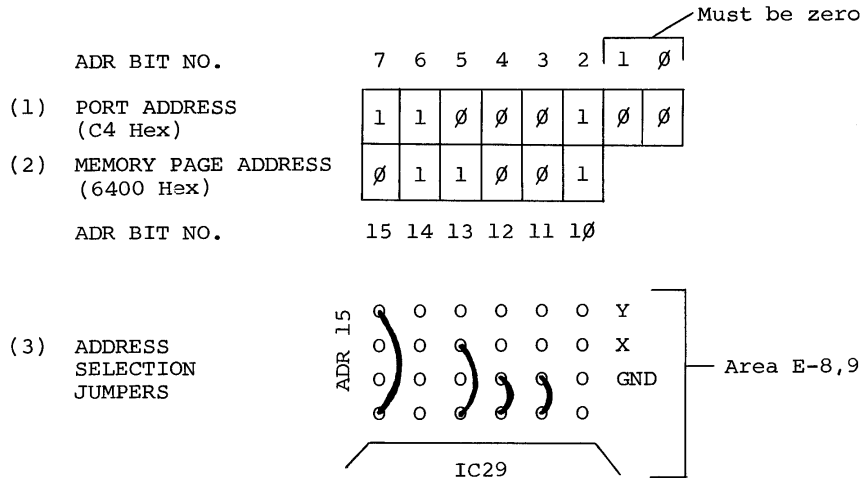 Must be zero
ADR BIT NO. 7 6 5 4 3 2 1 Ø
(1) PORT ADDRESS 1 1 Ø Ø Ø 1 Ø Ø
(C4 Hex)
(2) MEMORY PAGE ADDRESS Ø 1 1 Ø Ø 1
(6400 Hex)
ADR BIT NO. 15 14 13 12 11 1Ø
ADR 15
Y
(3) ADDRESS X
SELECTION GND
JUMPERS
Area E-8,9
IC29